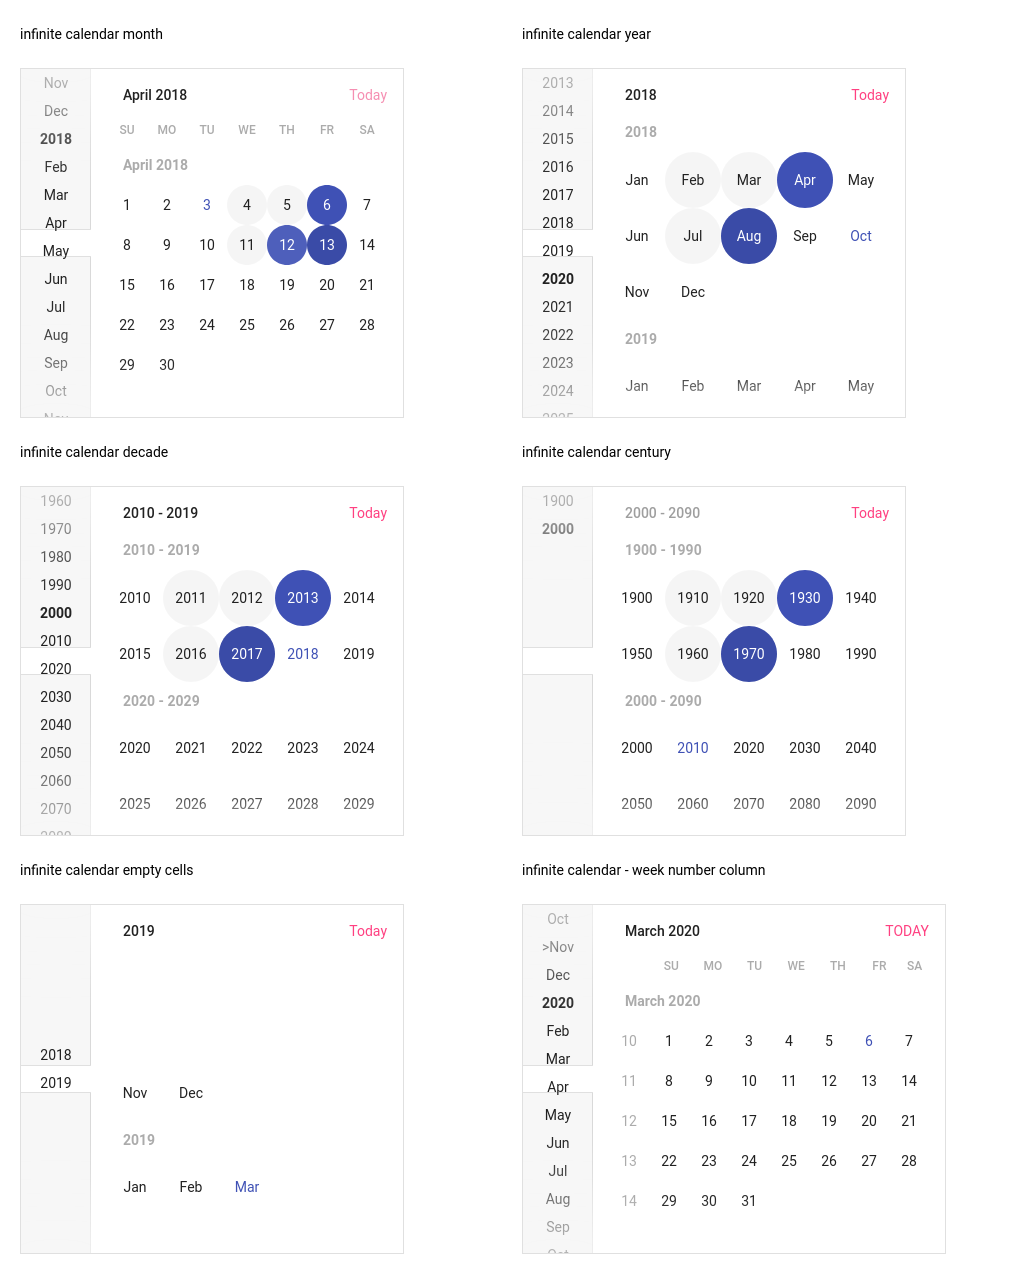 infinite calendar month
Nov
Dec
2018
Feb
Mar
Apr
May
Jun
Jul
Aug
Sep
Oct
April 2018 Today
SU MO TU WE TH FR SA
April 2018
1 2 3 4 5 6 7
8 9 10 11 12 13 14
15 16 17 18 19 20 21
22 23 24 25 26 27 28
29 30
infinite calendar year
2013
2014
2015
2016
2017
2018
2019
2020
2021
2022
2023
2024
2018 Today
2018
Jan Feb Mar Apr May
Jun Jul Aug Sep Oct
Nov Dec
2019
Jan Feb Mar Apr May
infinite calendar decade
1960
1970
1980
1990
2000
2010
2020
2030
2040
2050
2060
2070
2010 - 2019 Today
2010 - 2019
2010 2011 2012 2013 2014
2015 2016 2017 2018 2019
2020 - 2029
2020 2021 2022 2023 2024
2025 2026 2027 2028 2029
infinite calendar century
1900
2000
2000 - 2090 Today
1900 - 1990
1900 1910 1920 1930 1940
1950 1960 1970 1980 1990
2000 - 2090
2000 2010 2020 2030 2040
2050 2060 2070 2080 2090
infinite calendar empty cells
2018
2019
2019 Today
Nov Dec
2019
Jan Feb Mar
infinite calendar - week number column
Oct
>Nov
Dec
2020
Feb
Mar
Apr
May
Jun
Jul
Aug
Sep
March 2020 TODAY
SU MO TU WE TH FR SA
March 2020
10 1 2 3 4 5 6 7
11 8 9 10 11 12 13 14
12 15 16 17 18 19 20 21
13 22 23 24 25 26 27 28
14 29 30 31